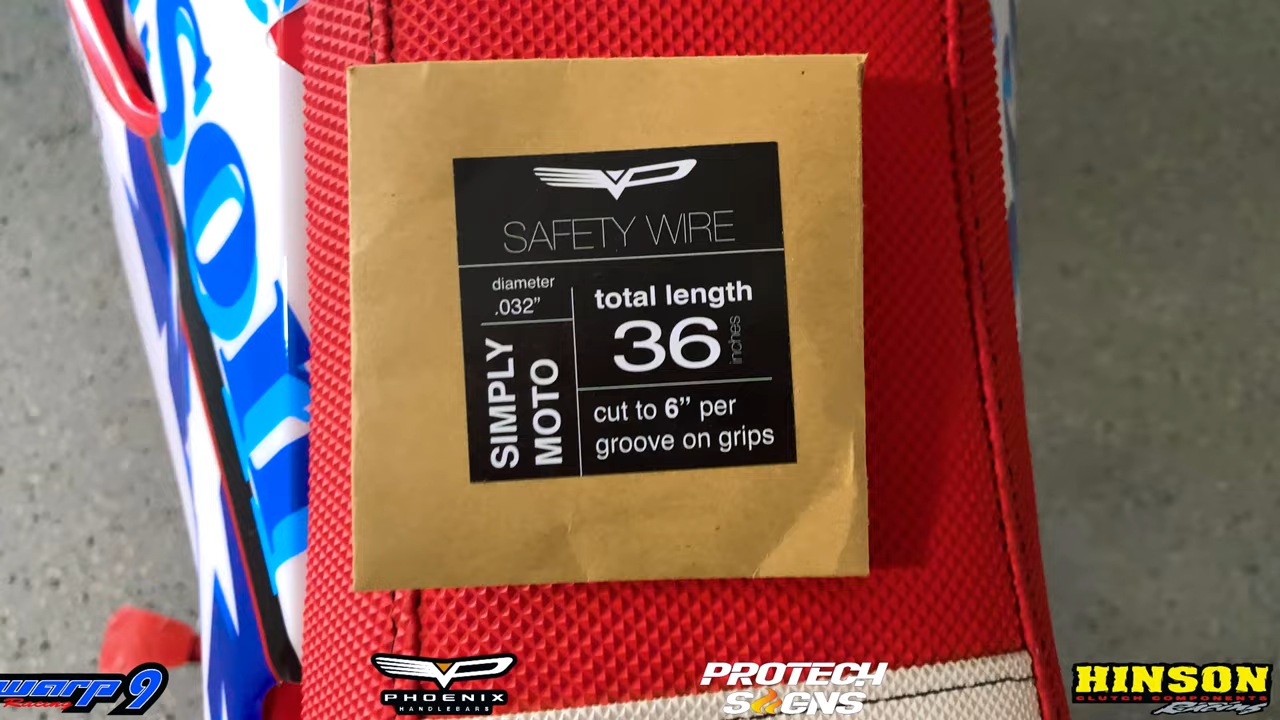 SAFETY WIRE
diameter
.032”
total length
36 inches
SIMPLY
MOTO
cut to 6” per
groove on grips
warp 9
Racing
PHOENIX
HANDLEBARS
PROTECH
SIGNS
HINSON
CLUTCH COMPONENTS
RACING